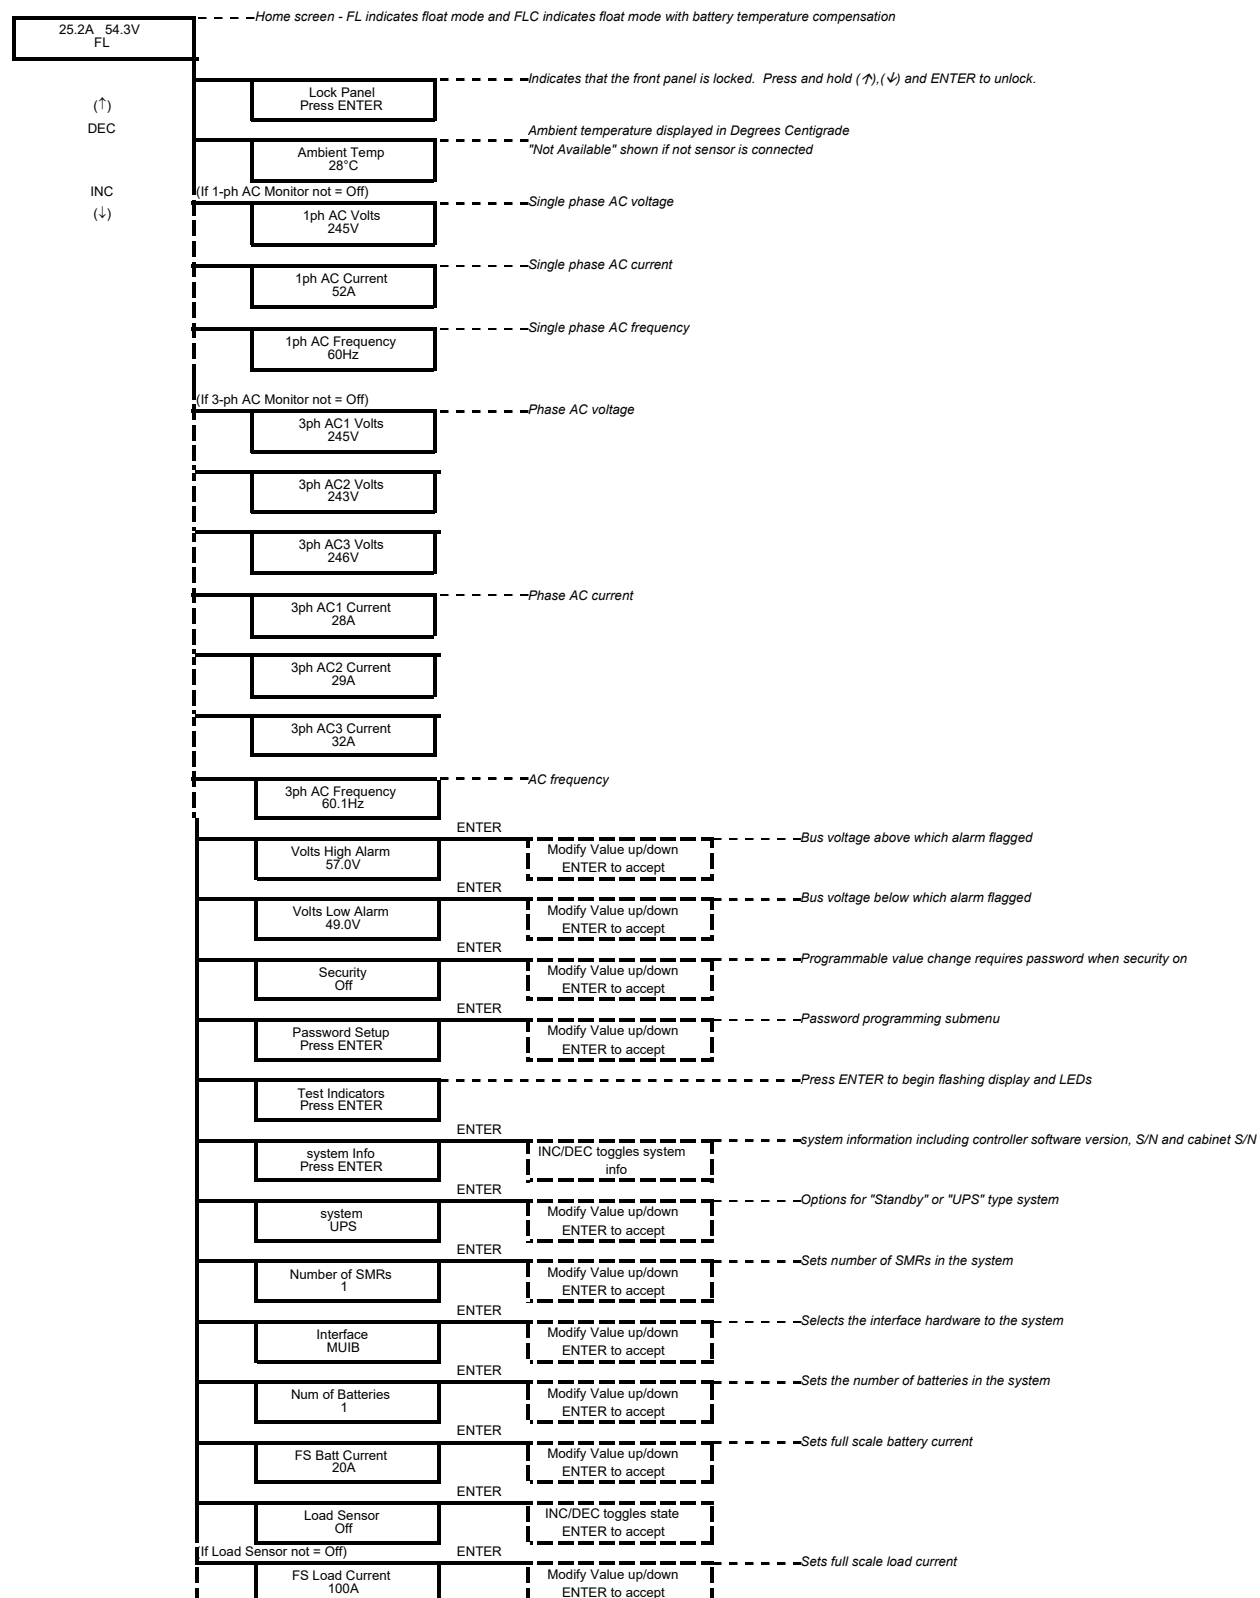 Home screen - FL indicates float mode and FLC indicates float mode with battery temperature compensation
25.2A 54.3V
FL
Indicates that the front panel is locked. Press and hold (↑),(↓) and ENTER to unlock.
Lock Panel
Press ENTER
(↑)
DEC
Ambient temperature displayed in Degrees Centigrade
"Not Available" shown if not sensor is connected
Ambient Temp
28°C
INC
(↓)
(If 1-ph AC Monitor not = Off)
Single phase AC voltage
1ph AC Volts
245V
Single phase AC current
1ph AC Current
52A
Single phase AC frequency
1ph AC Frequency
60Hz
(If 3-ph AC Monitor not = Off)
Phase AC voltage
3ph AC1 Volts
245V
3ph AC2 Volts
243V
3ph AC3 Volts
246V
Phase AC current
3ph AC1 Current
28A
3ph AC2 Current
29A
3ph AC3 Current
32A
AC frequency
3ph AC Frequency
60.1Hz
ENTER
Bus voltage above which alarm flagged
Volts High Alarm
57.0V
Modify Value up/down
ENTER to accept
ENTER
Bus voltage below which alarm flagged
Volts Low Alarm
49.0V
Modify Value up/down
ENTER to accept
ENTER
Programmable value change requires password when security on
Security
Off
Modify Value up/down
ENTER to accept
ENTER
Password programming submenu
Password Setup
Press ENTER
Modify Value up/down
ENTER to accept
Press ENTER to begin flashing display and LEDs
Test Indicators
Press ENTER
ENTER
system information including controller software version, S/N and cabinet S/N
system Info
Press ENTER
INC/DEC toggles system
info
ENTER
Options for "Standby" or "UPS" type system
system
UPS
Modify Value up/down
ENTER to accept
ENTER
Sets number of SMRs in the system
Number of SMRs
1
Modify Value up/down
ENTER to accept
ENTER
Selects the interface hardware to the system
Interface
MUIB
Modify Value up/down
ENTER to accept
ENTER
Sets the number of batteries in the system
Num of Batteries
1
Modify Value up/down
ENTER to accept
ENTER
Sets full scale battery current
FS Batt Current
20A
Modify Value up/down
ENTER to accept
ENTER
Load Sensor
Off
INC/DEC toggles state
ENTER to accept
(If Load Sensor not = Off)
ENTER
Sets full scale load current
FS Load Current
100A
Modify Value up/down
ENTER to accept